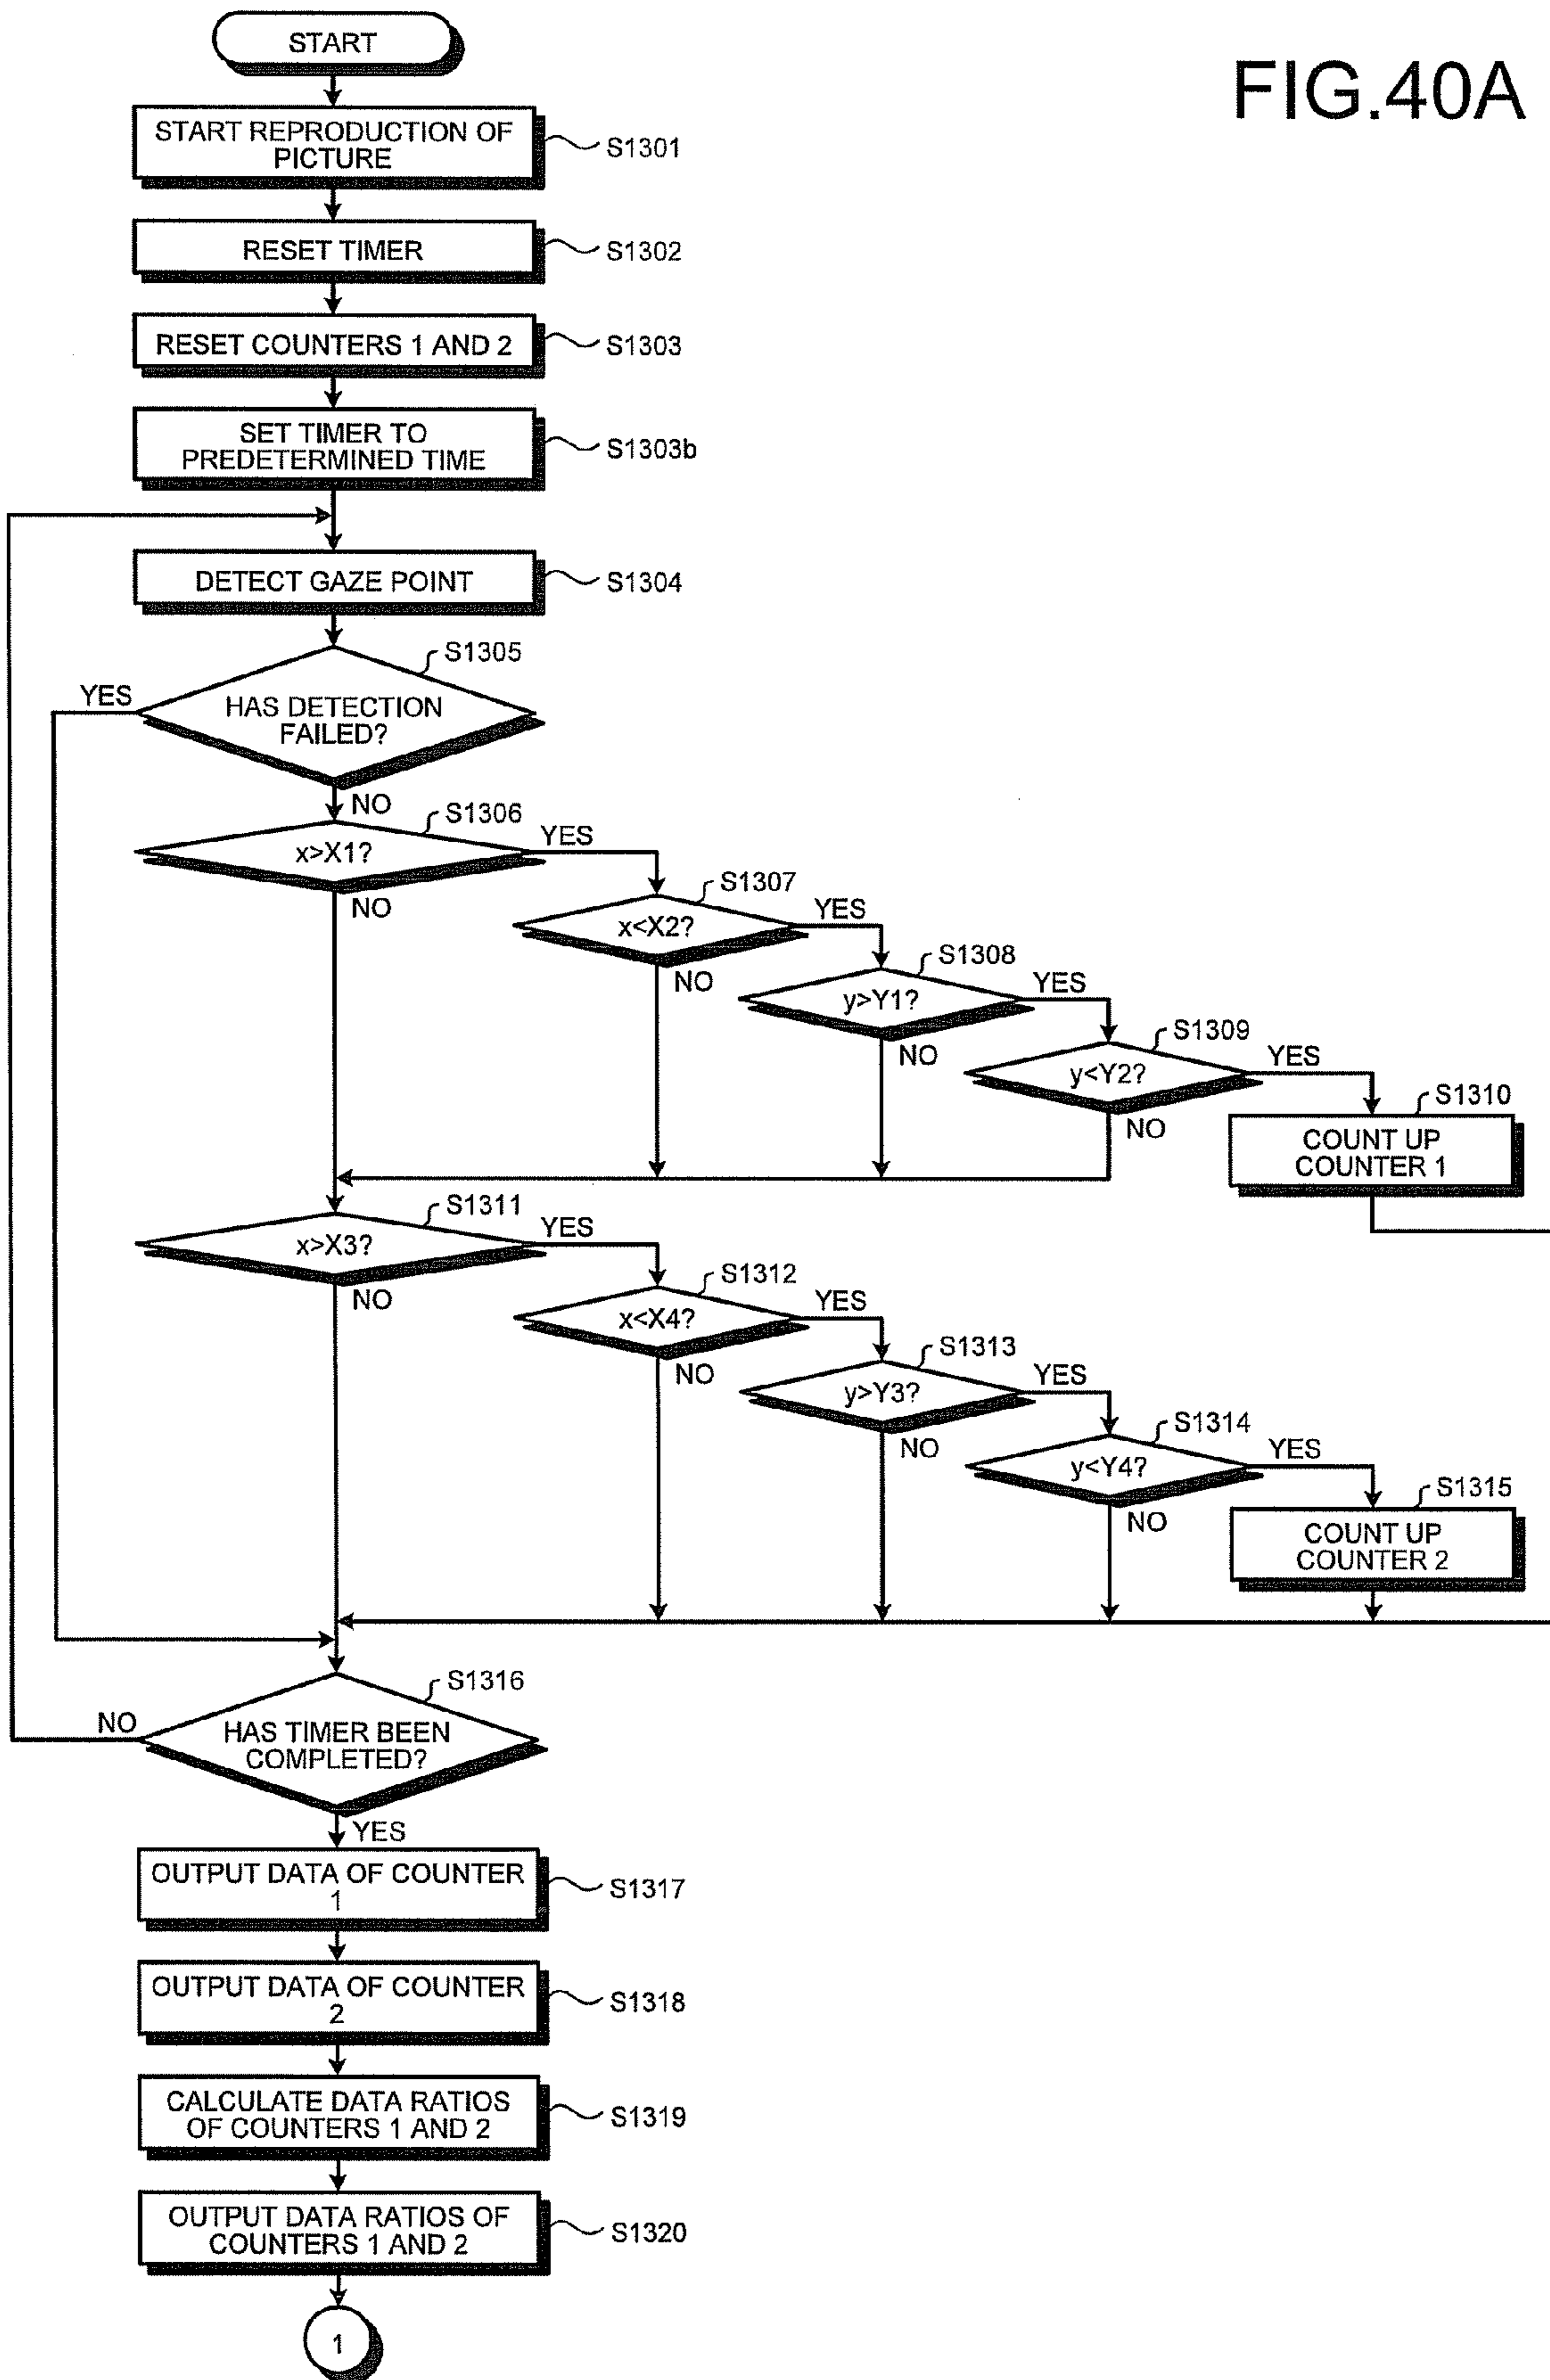 FIG.40A
START
START REPRODUCTION OF
PICTURE
S1301
RESET TIMER
S1302
RESET COUNTERS 1 AND 2
S1303
SET TIMER TO
PREDETERMINED TIME
S1303b
DETECT GAZE POINT
S1304
S1305
YES
HAS DETECTION
FAILED?
NO
S1306
YES
x>X1?
NO
S1307
YES
x<X2?
NO
S1308
YES
y>Y1?
NO
S1309
YES
y<Y2?
NO
S1310
COUNT UP
COUNTER 1
S1311
YES
x>X3?
NO
S1312
YES
x<X4?
NO
S1313
YES
y>Y3?
NO
S1314
YES
y<Y4?
NO
S1315
COUNT UP
COUNTER 2
S1316
NO
HAS TIMER BEEN
COMPLETED?
YES
OUTPUT DATA OF COUNTER
1
S1317
OUTPUT DATA OF COUNTER
2
S1318
CALCULATE DATA RATIOS
OF COUNTERS 1 AND 2
S1319
OUTPUT DATA RATIOS OF
COUNTERS 1 AND 2
S1320
1